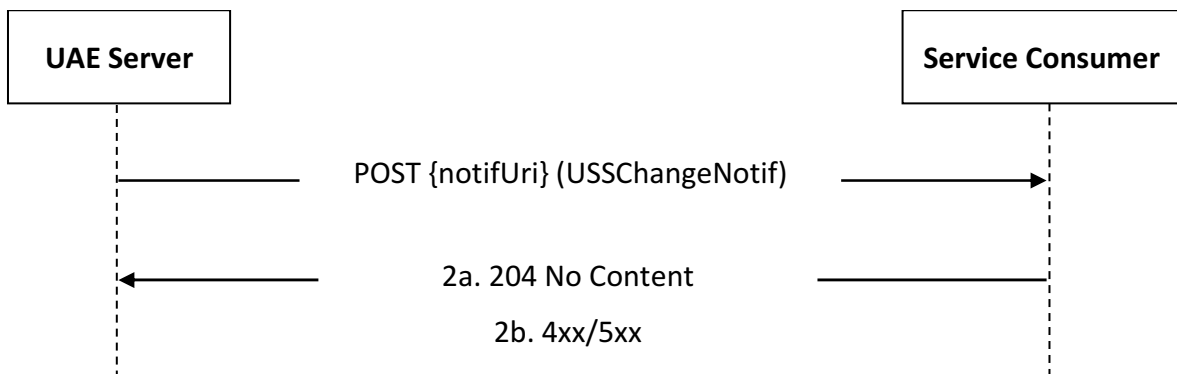 UAE Server
Service Consumer
POST {notifUri} (USSChangeNotif)
2a. 204 No Content
2b. 4xx/5xx